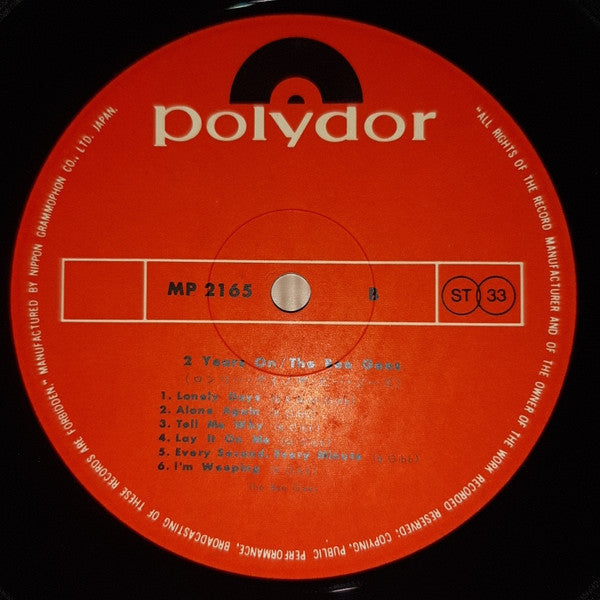 polydor
MP 2165
B
ST 33
2 Years On/The Bee Gees
1. Lonely Days
2. Alone Again
3. Tell Me Why
4. Lay It On Me
5. Every Second, Every Minute
6. I'm Weeping
The Bee Gees
"ALL RIGHTS OF THE RECORD MANUFACTURER AND OF THE OWNER OF THE WORK RECORDED RESERVED; COPYING, PUBLIC PERFORMANCE, BROADCASTING OF THESE RECORDS ARE FORBIDDEN" MANUFACTURED BY NIPPON GRAMMOPHON CO., LTD. JAPAN.